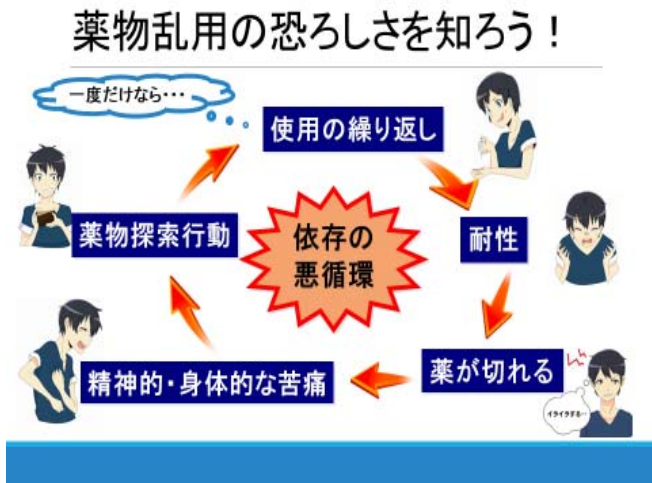 薬物乱用の恐ろしさを知ろう！
一度だけなら・・・
使用の繰り返し
薬物探索行動
依存の
悪循環
耐性
精神的・身体的な苦痛
薬が切れる
イライラする…